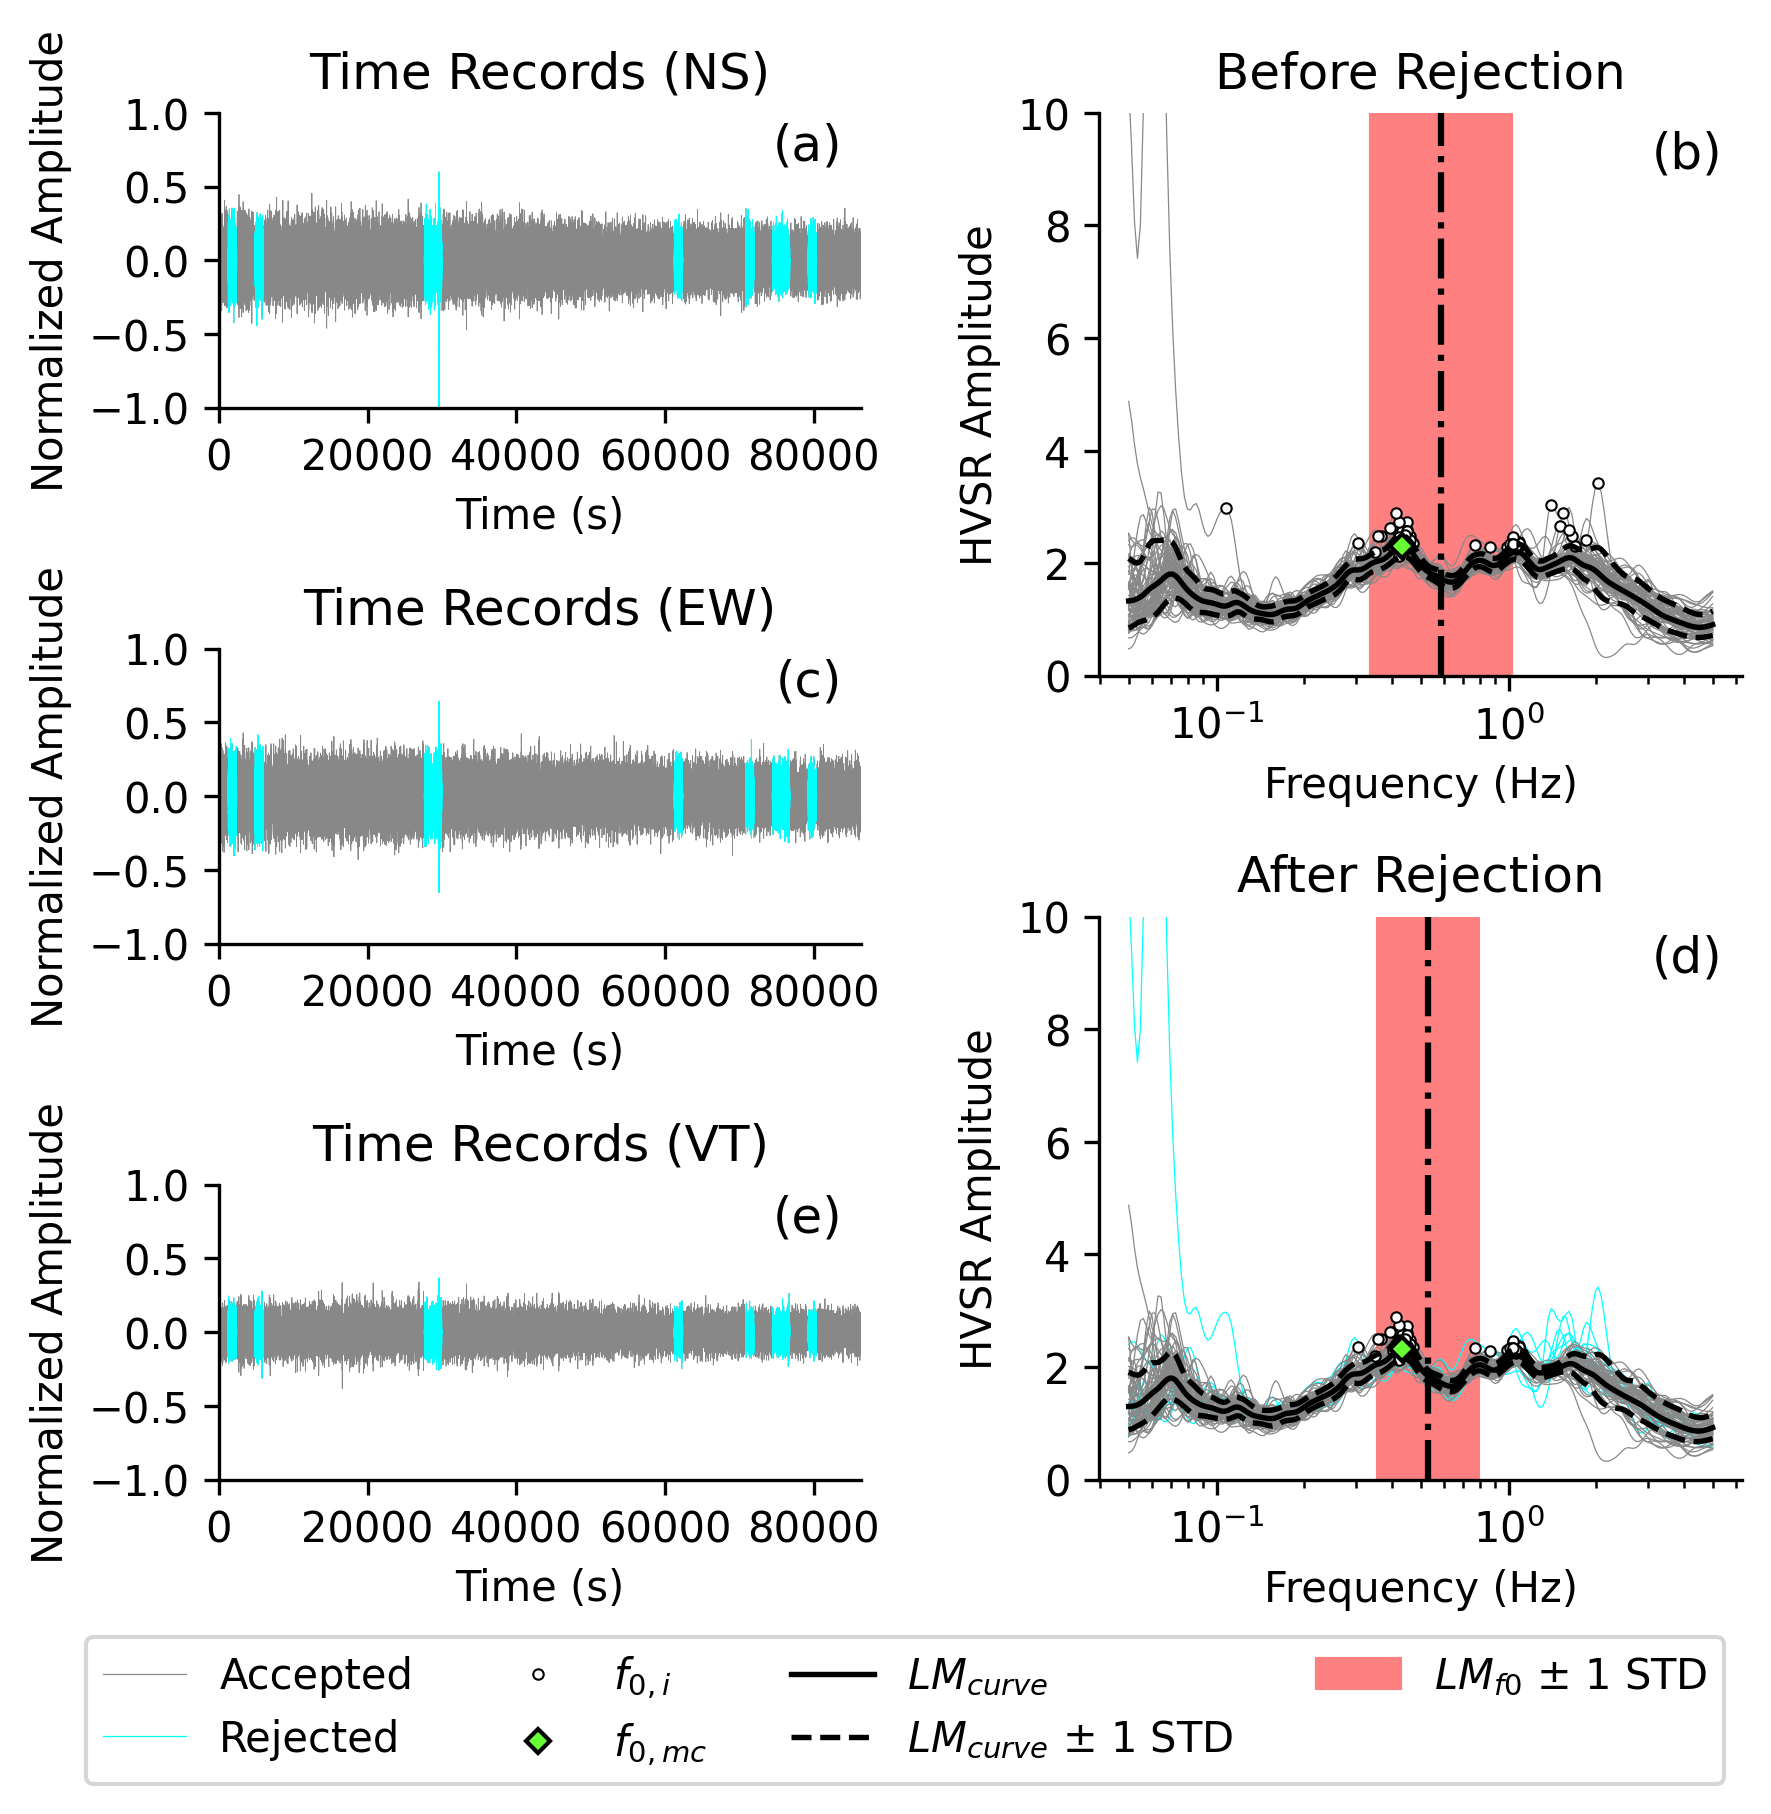 Time Records (NS)
(a)
Normalized Amplitude
1.0
0.5
0.0
−0.5
−1.0
0 20000 40000 60000 80000
Time (s)
Before Rejection
(b)
HVSR Amplitude
10
8
6
4
2
0
10⁻¹ 10⁰
Frequency (Hz)
Time Records (EW)
(c)
Normalized Amplitude
1.0
0.5
0.0
−0.5
−1.0
0 20000 40000 60000 80000
Time (s)
After Rejection
(d)
HVSR Amplitude
10
8
6
4
2
0
10⁻¹ 10⁰
Frequency (Hz)
Time Records (VT)
(e)
Normalized Amplitude
1.0
0.5
0.0
−0.5
−1.0
0 20000 40000 60000 80000
Time (s)
Accepted
Rejected
f0,i
f0,mc
LMcurve
LMcurve ± 1 STD
LMf0 ± 1 STD